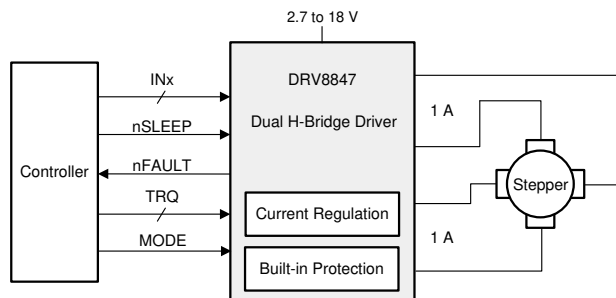 2.7 to 18 V
DRV8847
Dual H-Bridge Driver
Controller
INx
nSLEEP
nFAULT
TRQ
MODE
Current Regulation
Built-in Protection
1 A
Stepper
1 A